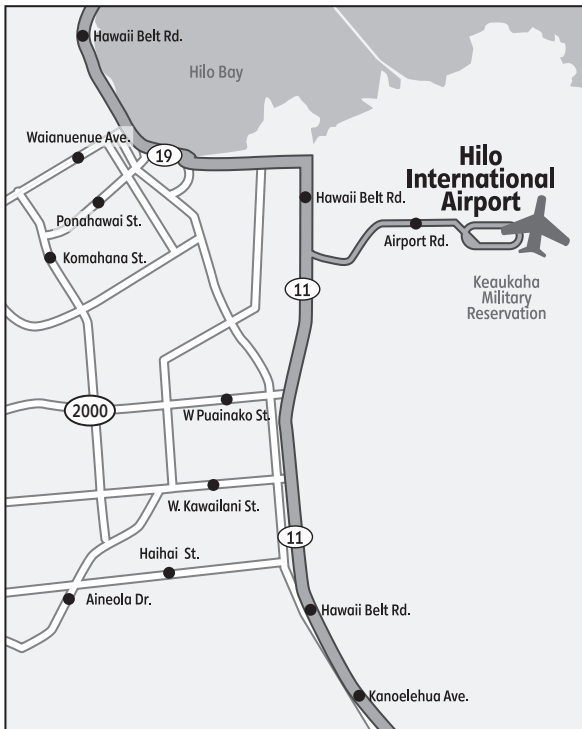 Hawaii Belt Rd.
Hilo Bay
Waianuenue Ave.
19
Hilo
International
Airport
Ponahawai St.
Hawaii Belt Rd.
Airport Rd.
Komahana St.
Keaukaha
Military
Reservation
11
2000
W Puainako St.
W. Kawailani St.
11
Haihai St.
Aineola Dr.
Hawaii Belt Rd.
Kanoelehua Ave.